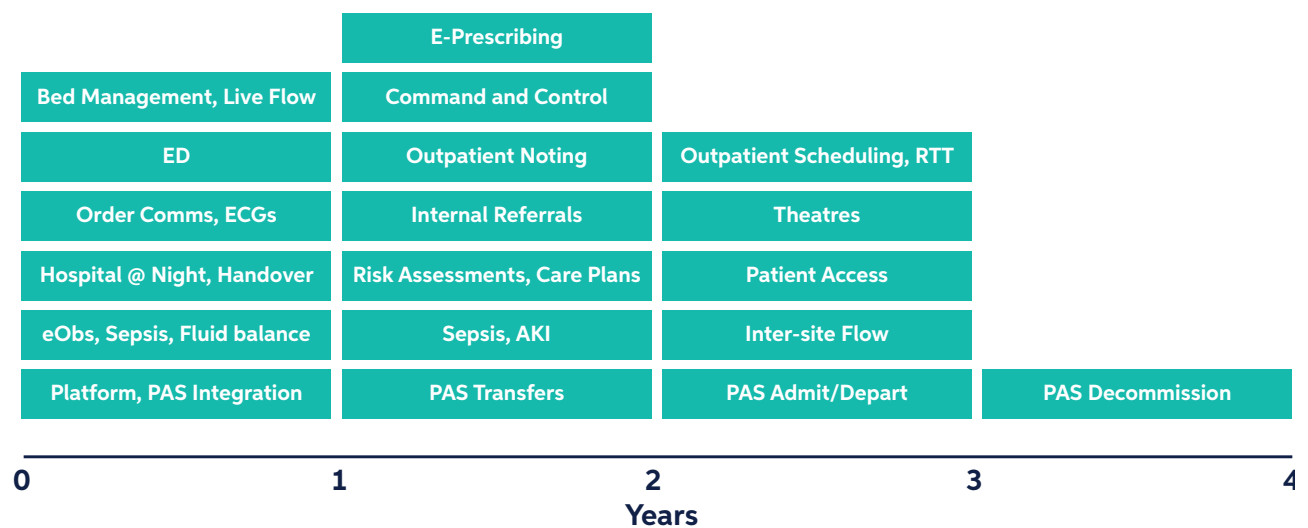 E-Prescribing
Bed Management, Live Flow
Command and Control
ED
Outpatient Noting
Outpatient Scheduling, RTT
Order Comms, ECGs
Internal Referrals
Theatres
Hospital @ Night, Handover
Risk Assessments, Care Plans
Patient Access
eObs, Sepsis, Fluid balance
Sepsis, AKI
Inter-site Flow
Platform, PAS Integration
PAS Transfers
PAS Admit/Depart
PAS Decommission
0 1 2 3 4
Years